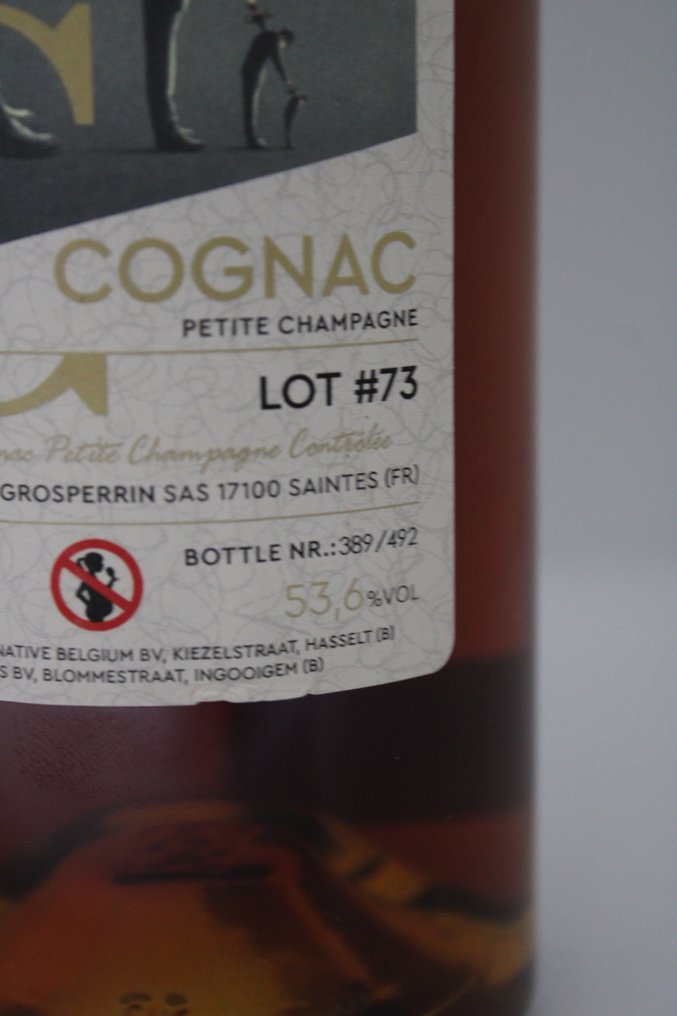 COGNAC
PETITE CHAMPAGNE
LOT #73
Petite Champagne Contrôlée
GROSPERRIN SAS 17100 SAINTES (FR)
BOTTLE NR.:389/492
53,6%VOL
NATIVE BELGIUM BV, KIEZELSTRAAT, HASSELT (B)
S BV, BLOMMESTRAAT, INGOOIGEM (B)